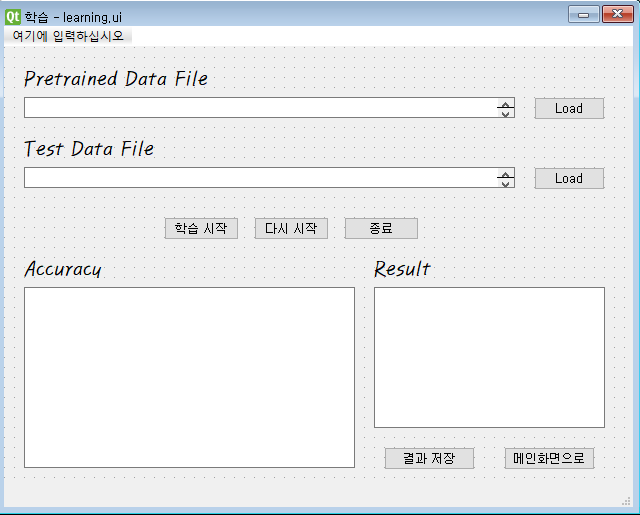 Qt 학습 - learning.ui
여기에 입력하십시오
Pretrained Data File
Load
Test Data File
Load
학습 시작 다시 시작 종료
Accuracy Result
결과 저장 메인화면으로